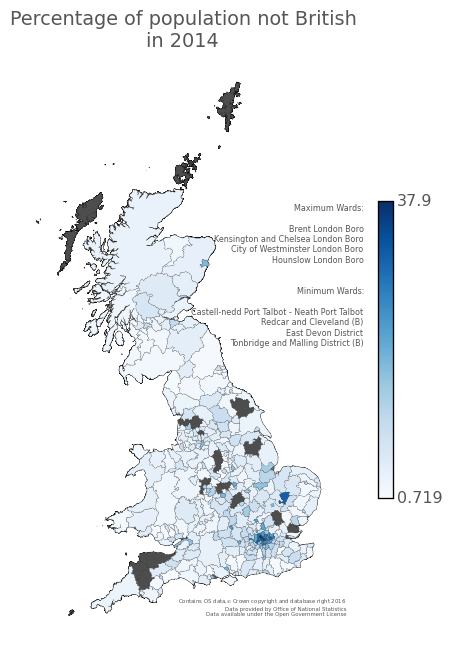 Percentage of population not British
in 2014
37.9
Maximum Wards:
Brent London Boro
Kensington and Chelsea London Boro
City of Westminster London Boro
Hounslow London Boro
Minimum Wards:
Castell-nedd Port Talbot - Neath Port Talbot
Redcar and Cleveland (B)
East Devon District
Tonbridge and Malling District (B)
0.719
Contains OS data © Crown copyright and database right 2016
Data provided by Office of National Statistics
Data available under the Open Government License